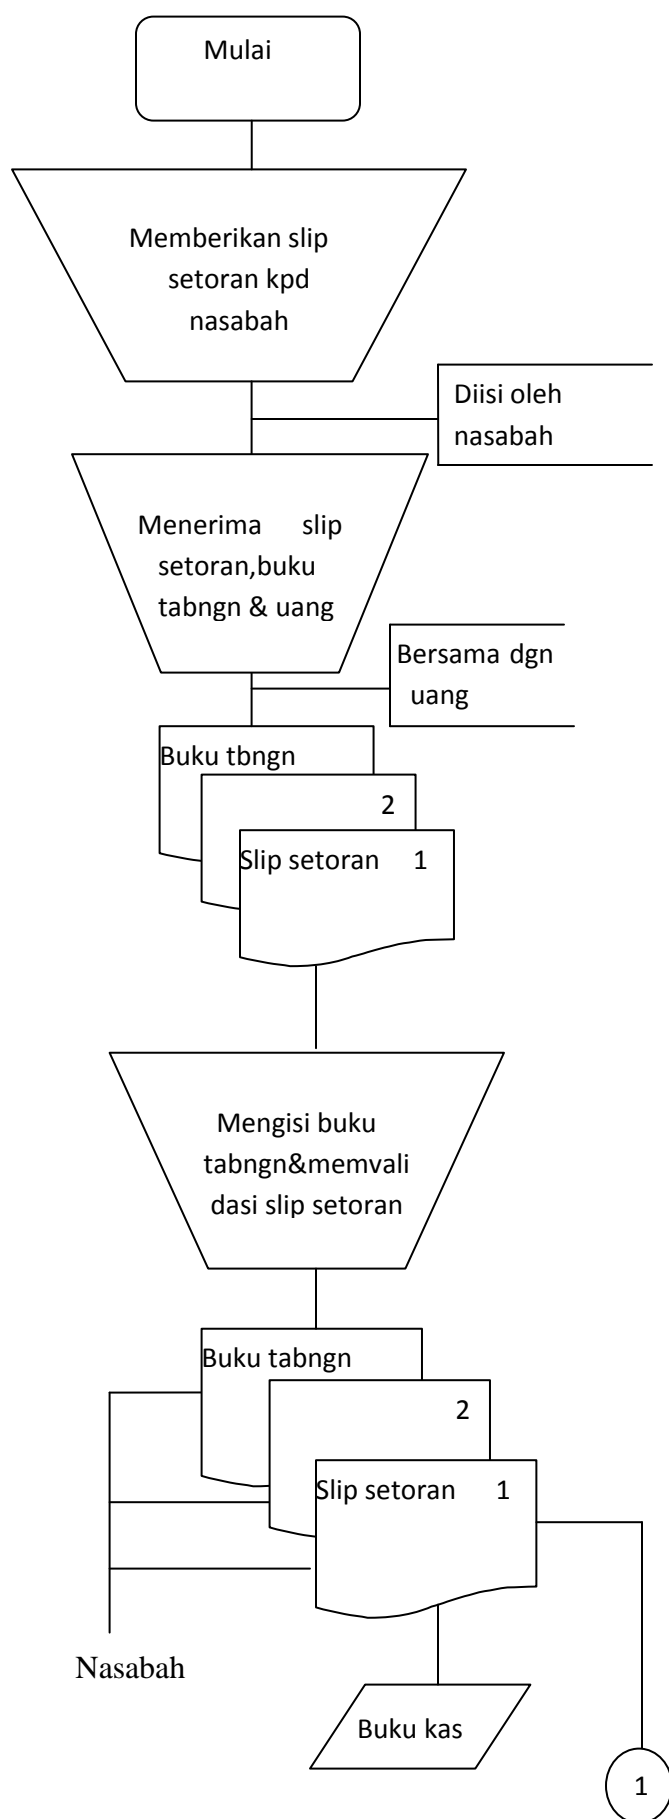 Mulai
Memberikan slip
setoran kpd
nasabah
Diisi oleh
nasabah
Menerima slip
setoran,buku
tabngn & uang
Bersama dgn
uang
Buku tbngn
2
Slip setoran 1
Mengisi buku
tabngn&memvali
dasi slip setoran
Buku tabngn
2
Slip setoran 1
Nasabah
Buku kas
1